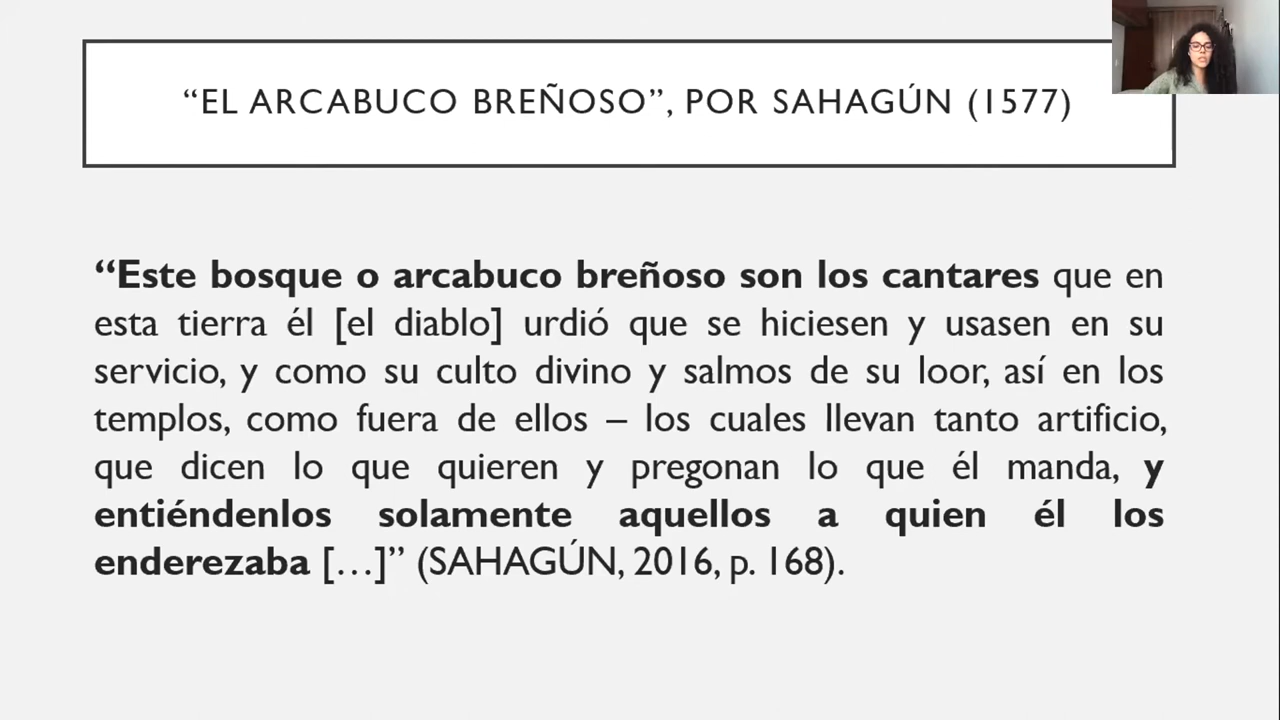 “EL ARCABUCO BREÑOSO”, POR SAHAGÚN (1577)
“Este bosque o arcabuco breñoso son los cantares que en
esta tierra él [el diablo] urdió que se hiciesen y usasen en su
servicio, y como su culto divino y salmos de su loor, así en los
templos, como fuera de ellos – los cuales llevan tanto artificio,
que dicen lo que quieren y pregonan lo que él manda, y
entiéndenlos solamente aquellos a quien él los
enderezaba […]” (SAHAGÚN, 2016, p. 168).